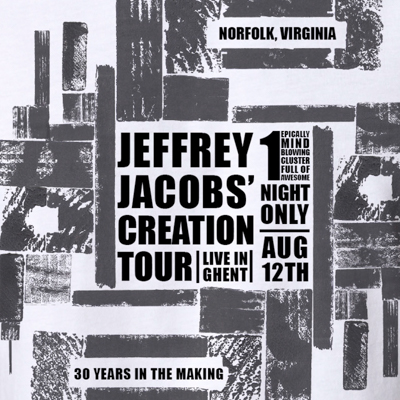 NORFOLK, VIRGINIA
JEFFREY
JACOBS'
CREATION
TOUR
LIVE IN
GHENT
1
EPICALLY
MIND
BLOWING
CLUSTER
FULL OF
AWESOME
NIGHT
ONLY
AUG
12TH
30 YEARS IN THE MAKING